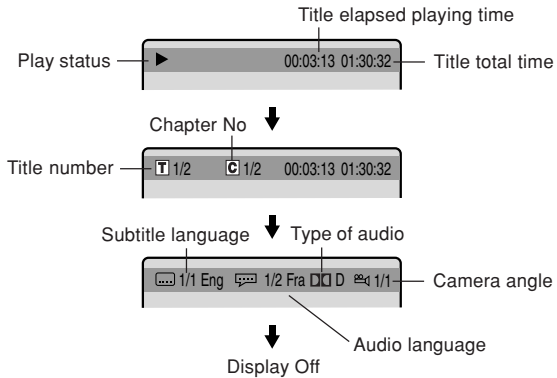 Title elapsed playing time
Play status
00:03:13 01:30:32
Title total time
Chapter No
Title number
T 1/2 C 1/2 00:03:13 01:30:32
Subtitle language
Type of audio
1/1 Eng 1/2 Fra D 1/1
Camera angle
Audio language
Display Off